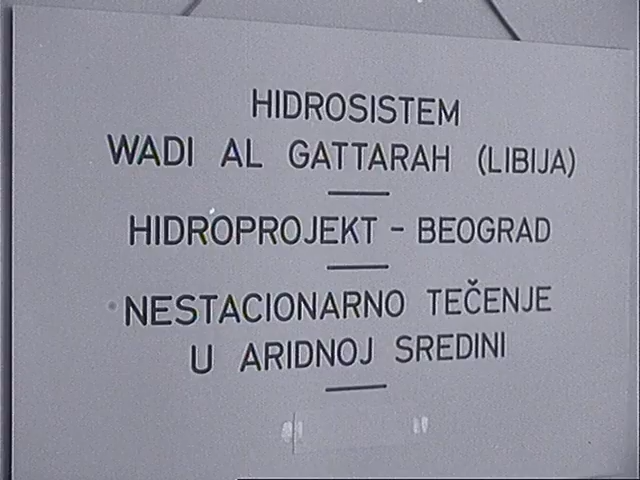 HIDROSISTEM
WADI AL GATTARAH (LIBIJA)
HIDROPROJEKT - BEOGRAD
NESTACIONARNO TEČENJE
U ARIDNOJ SREDINI